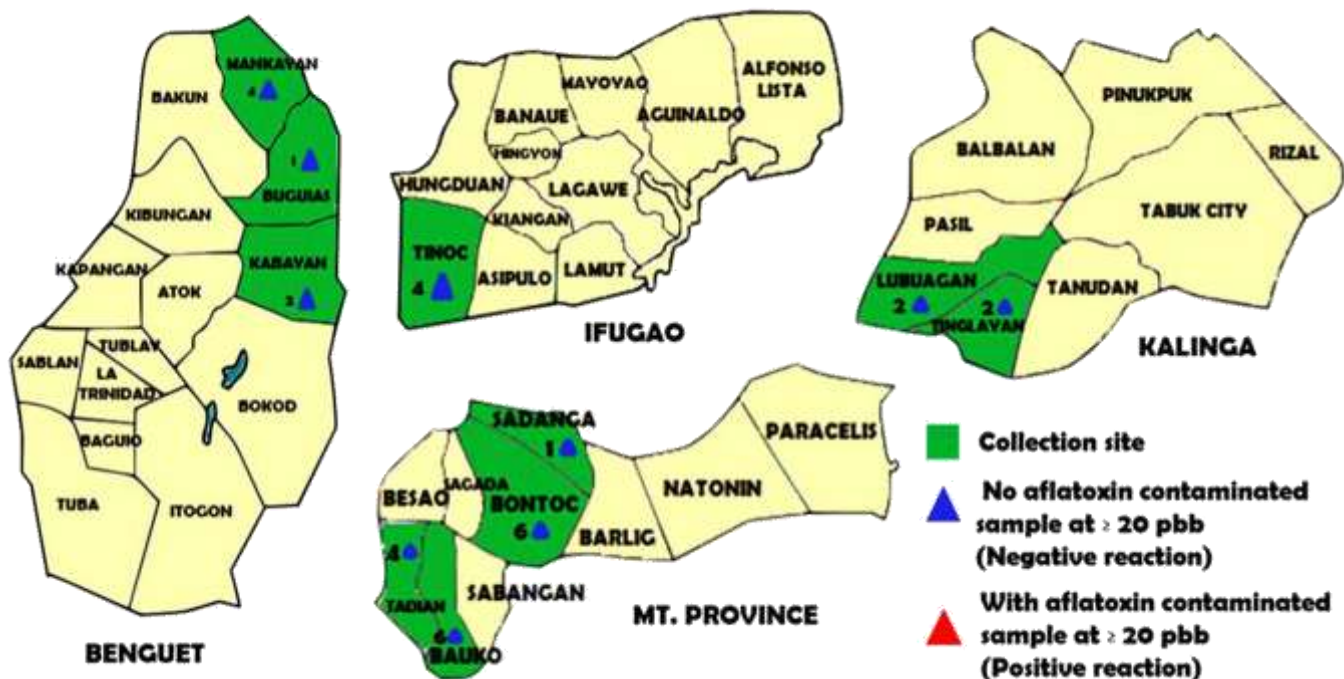 MANKAYAN
4
BAKUN
1
BUGUIAS
KIBUNGAN
KABAYAN
KAPANGAN
ATOK
TUBLAY
SABLAN
LA
TRINIDAD
BOKOD
BAGUIO
TUBA
ITOGON
BENGUET
MAYOYAO
ALFONSO
LISTA
BANAUE
AGUINALDO
HINGYON
HUNGDUAN
LAGAWE
KIANGAN
TINOC
4
ASIPULO
LAMUT
IFUGAO
PINUKPUK
BALBALAN
RIZAL
TABUK CITY
PASIL
LUBUAGAN
2
2
TANUDAN
TINGLAYAN
KALINGA
SADANGA
1
PARACELIS
BESAO
SAGADA
BONTOC
6
NATONIN
BARLIG
4
TADIAN
SABANGAN
6
BAUKO
MT. PROVINCE
Collection site
No aflatoxin contaminated
sample at ≥ 20 pbb
(Negative reaction)
With aflatoxin contaminated
sample at ≥ 20 pbb
(Positive reaction)